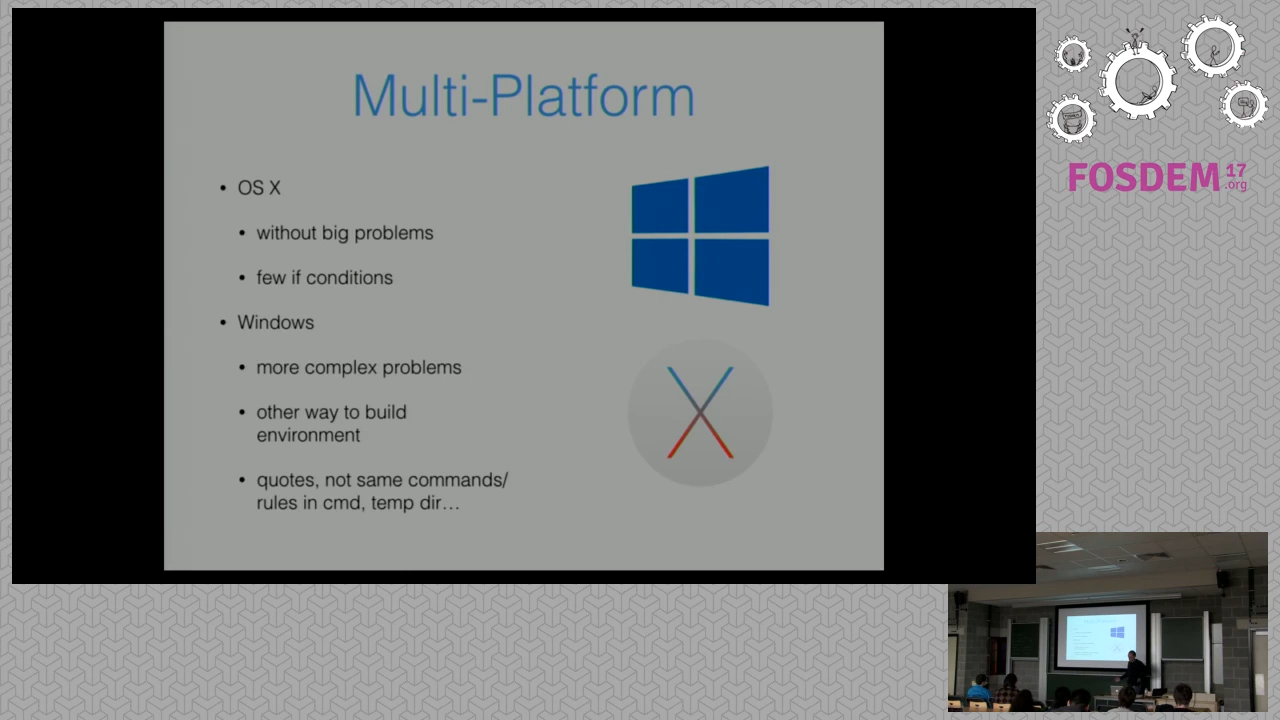 Multi-Platform
• OS X
• without big problems
• few if conditions
• Windows
• more complex problems
• other way to build
environment
• quotes, not same commands/
rules in cmd, temp dir…
FOSDEM 17
.org